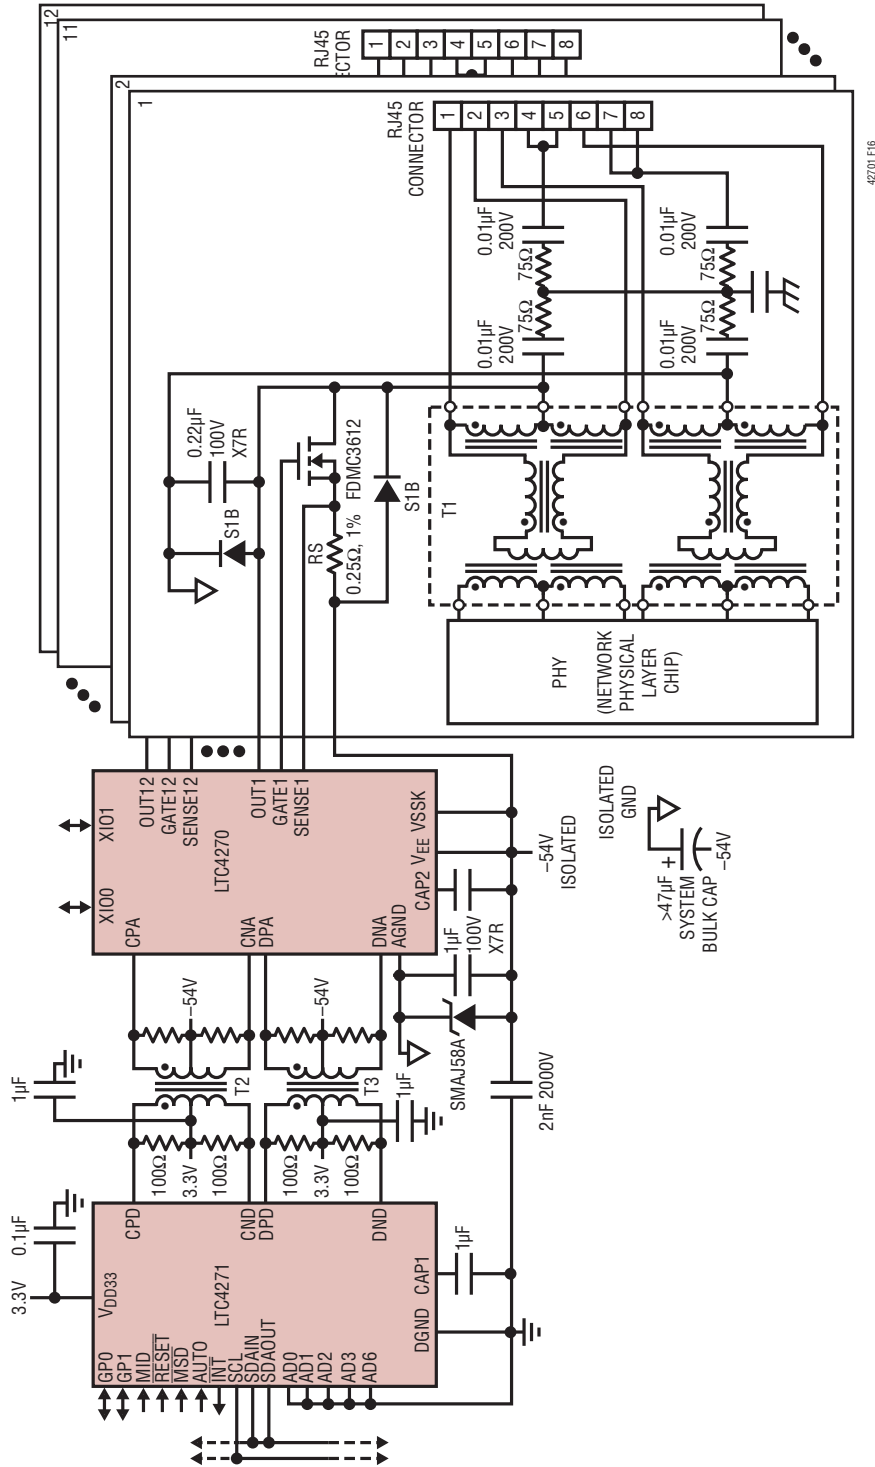 12
11
RJ45
CTOR
1 2 3 4 5 6 7 8
2
1
RJ45
CONNECTOR
1 2 3 4 5 6 7 8
0.01µF
200V
75Ω
75Ω
0.01µF
200V
0.01µF
200V
75Ω
75Ω
0.01µF
200V
0.22µF
100V
X7R
S1B
FDMC3612
RS
0.25Ω, 1%
S1B
T1
PHY
(NETWORK
PHYSICAL
LAYER
CHIP)
XIO0
XIO1
CPA
CNA
DPA
DNA
AGND
LTC4270
OUT12
GATE12
SENSE12
OUT1
GATE1
SENSE1
CAP2
VEE
VSSK
–54V
ISOLATED
ISOLATED
GND
>47µF
SYSTEM
BULK CAP
+
–54V
1µF
100V
X7R
SMAJ58A
2nF 2000V
–54V
–54V
T2
T3
1µF
1µF
100Ω
3.3V
100Ω
100Ω
3.3V
100Ω
3.3V
0.1µF
VDD33
CPD
CND
DPD
DND
LTC4271
GP0
GP1
MID
RESET
MSD
AUTO
INT
SCL
SDAIN
SDAOUT
AD0
AD1
AD2
AD3
AD6
DGND
CAP1
1µF
42701 F16